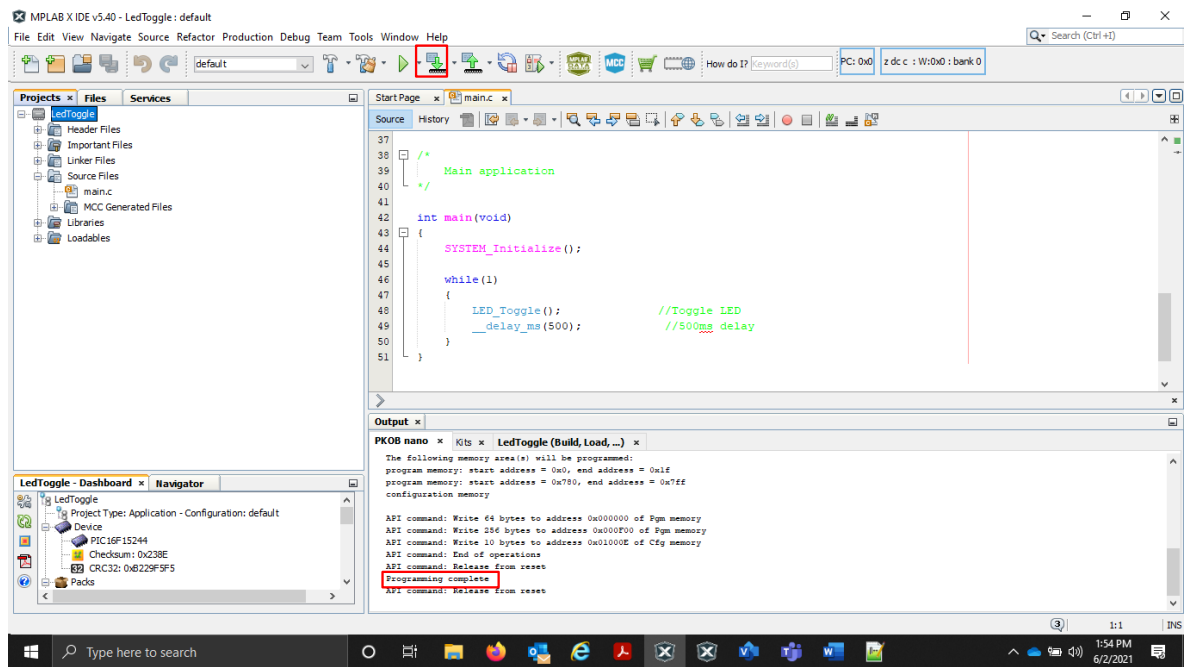 MPLAB X IDE v5.40 - LedToggle : default
File Edit View Navigate Source Refactor Production Debug Team Tools Window Help
Search (Ctrl+I)
default
MPLAB DATA
MCC
How do I? Keyword(s)
PC: 0x0
z dc c : W:0x0 : bank 0
Projects x Files Services
LedToggle
Header Files
Important Files
Linker Files
Source Files
main.c
MCC Generated Files
Libraries
Loadables
Start Page x main.c x
Source History
37
38 /*
39 Main application
40 */
41
42 int main(void)
43 {
44 SYSTEM_Initialize();
45
46 while(1)
47 {
48 LED_Toggle(); //Toggle LED
49 __delay_ms(500); //500ms delay
50 }
51 }
Output x
PKOB nano x Kits x LedToggle (Build, Load, ...) x
The following memory area(s) will be programmed:
program memory: start address = 0x0, end address = 0x1f
program memory: start address = 0x780, end address = 0x7ff
configuration memory
API command: Write 64 bytes to address 0x000000 of Pgm memory
API command: Write 256 bytes to address 0x000F00 of Pgm memory
API command: Write 10 bytes to address 0x01000E of Cfg memory
API command: End of operations
API command: Release from reset
Programming complete
API command: Release from reset
LedToggle - Dashboard x Navigator
LedToggle
Project Type: Application - Configuration: default
Device
PIC16F15244
Checksum: 0x238E
CRC32: 0xB229F5F5
Packs
3
1:1
INS
Type here to search
1:54 PM
6/2/2021